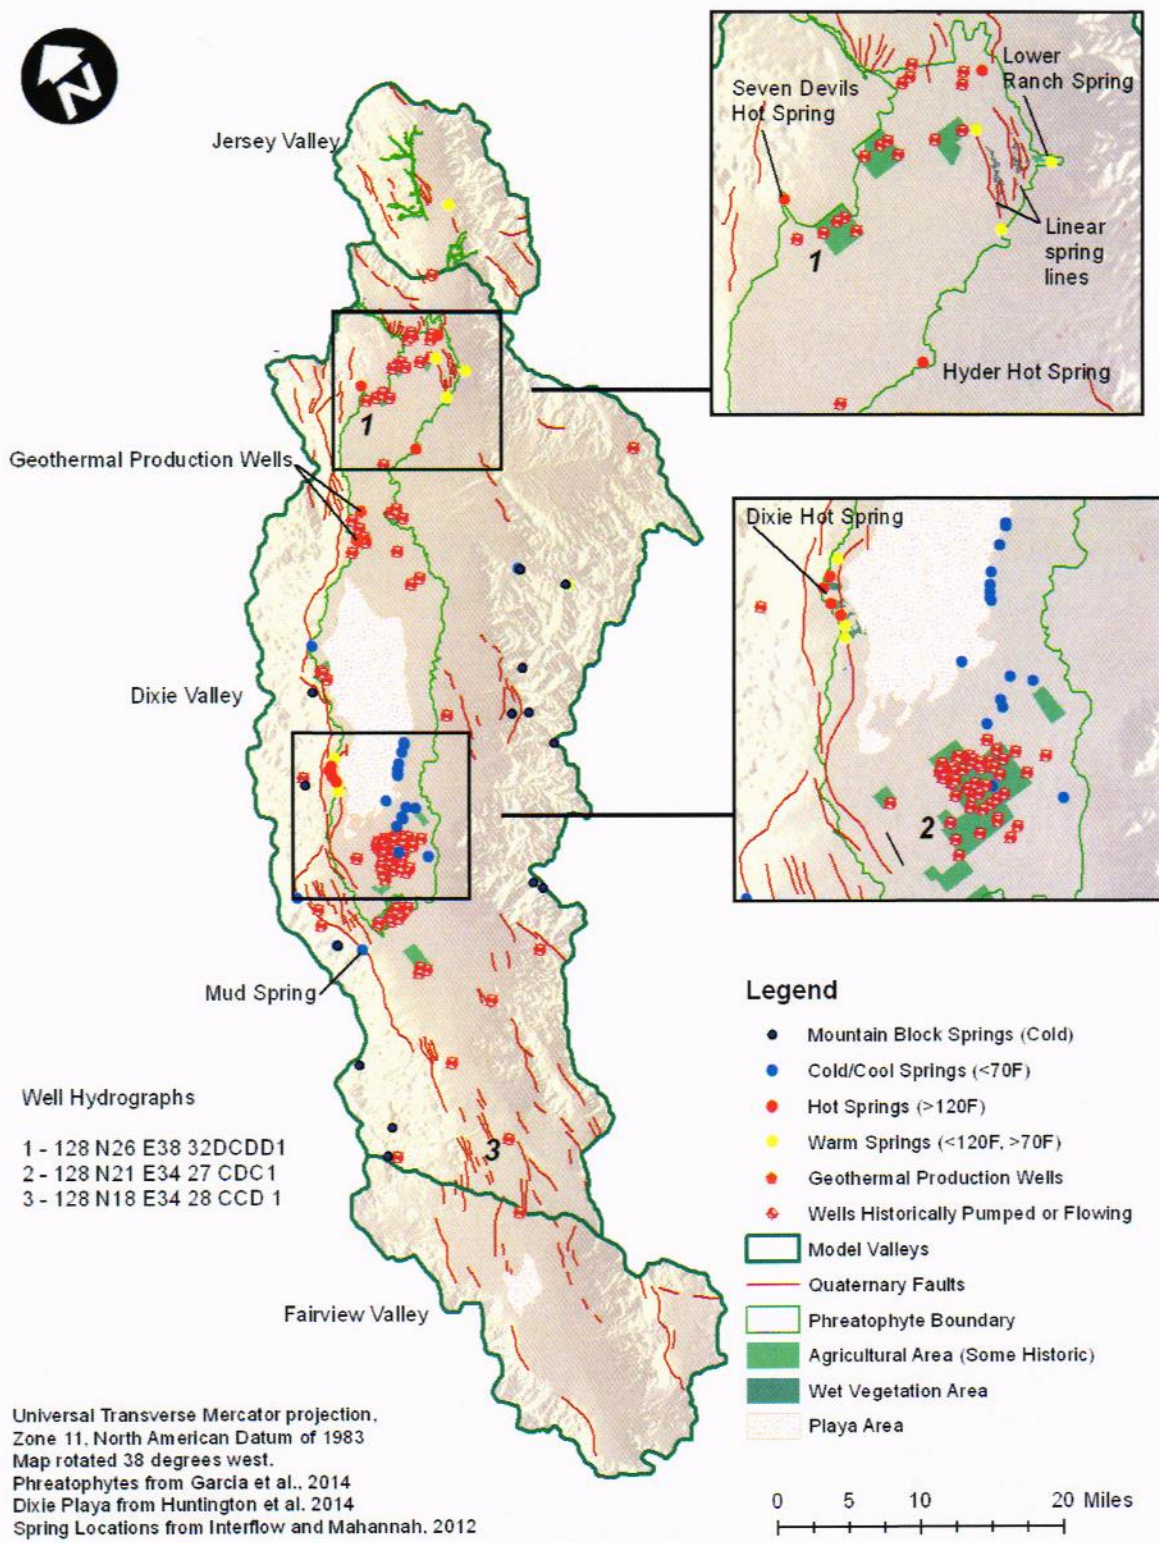 N
Jersey Valley
Seven Devils
Hot Spring
Lower
Ranch Spring
Linear
spring
lines
1
Hyder Hot Spring
1
Geothermal Production Wells
Dixie Hot Spring
Dixie Valley
2
Mud Spring
Well Hydrographs
1 - 128 N26 E38 32DCDD1
2 - 128 N21 E34 27 CDC1
3 - 128 N18 E34 28 CCD 1
3
Fairview Valley
Legend
Mountain Block Springs (Cold)
Cold/Cool Springs (<70F)
Hot Springs (>120F)
Warm Springs (<120F, >70F)
Geothermal Production Wells
Wells Historically Pumped or Flowing
Model Valleys
Quaternary Faults
Phreatophyte Boundary
Agricultural Area (Some Historic)
Wet Vegetation Area
Playa Area
Universal Transverse Mercator projection,
Zone 11, North American Datum of 1983
Map rotated 38 degrees west.
Phreatophytes from Garcia et al., 2014
Dixie Playa from Huntington et al. 2014
Spring Locations from Interflow and Mahannah, 2012
0 5 10 20 Miles